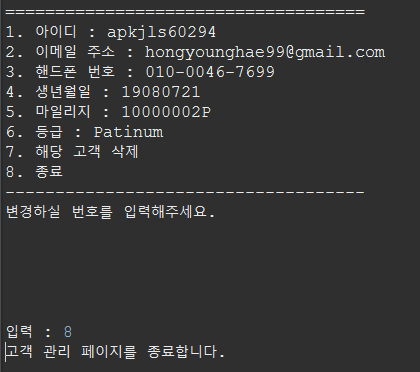 ====================================
1. 아이디 : apkjls60294
2. 이메일 주소 : hongyounghae99@gmail.com
3. 핸드폰 번호 : 010-0046-7699
4. 생년월일 : 19080721
5. 마일리지 : 10000002P
6. 등급 : Patinum
7. 해당 고객 삭제
8. 종료
------------------------------------
변경하실 번호를 입력해주세요.
입력 : 8
고객 관리 페이지를 종료합니다.